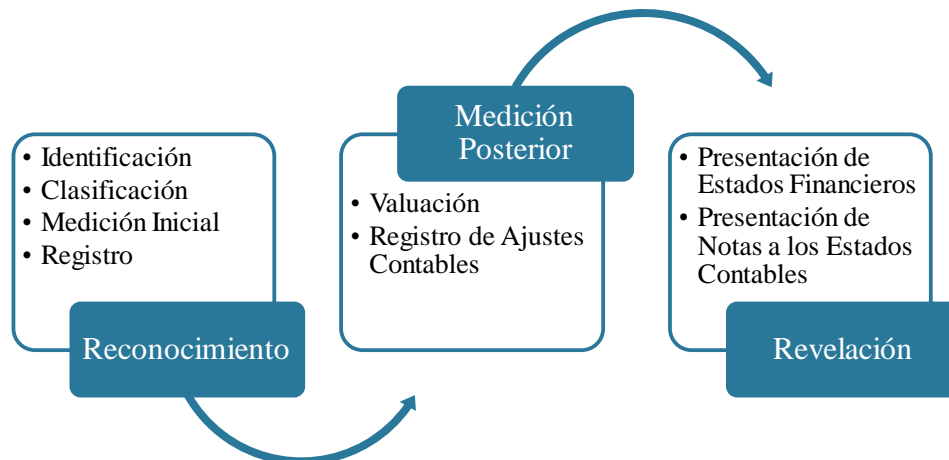 • Identificación
• Clasificación
• Medición Inicial
• Registro
Reconocimiento
Medición
Posterior
• Valuación
• Registro de Ajustes
Contables
• Presentación de
Estados Financieros
• Presentación de
Notas a los Estados
Contables
Revelación